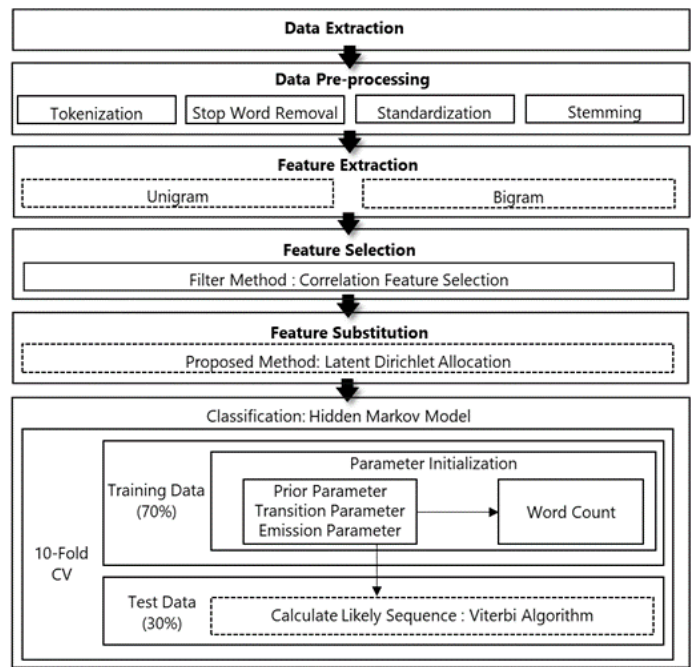 Data Extraction
Data Pre-processing
Tokenization
Stop Word Removal
Standardization
Stemming
Feature Extraction
Unigram
Bigram
Feature Selection
Filter Method : Correlation Feature Selection
Feature Substitution
Proposed Method: Latent Dirichlet Allocation
Classification: Hidden Markov Model
10-Fold
CV
Training Data
(70%)
Parameter Initialization
Prior Parameter
Transition Parameter
Emission Parameter
Word Count
Test Data
(30%)
Calculate Likely Sequence : Viterbi Algorithm